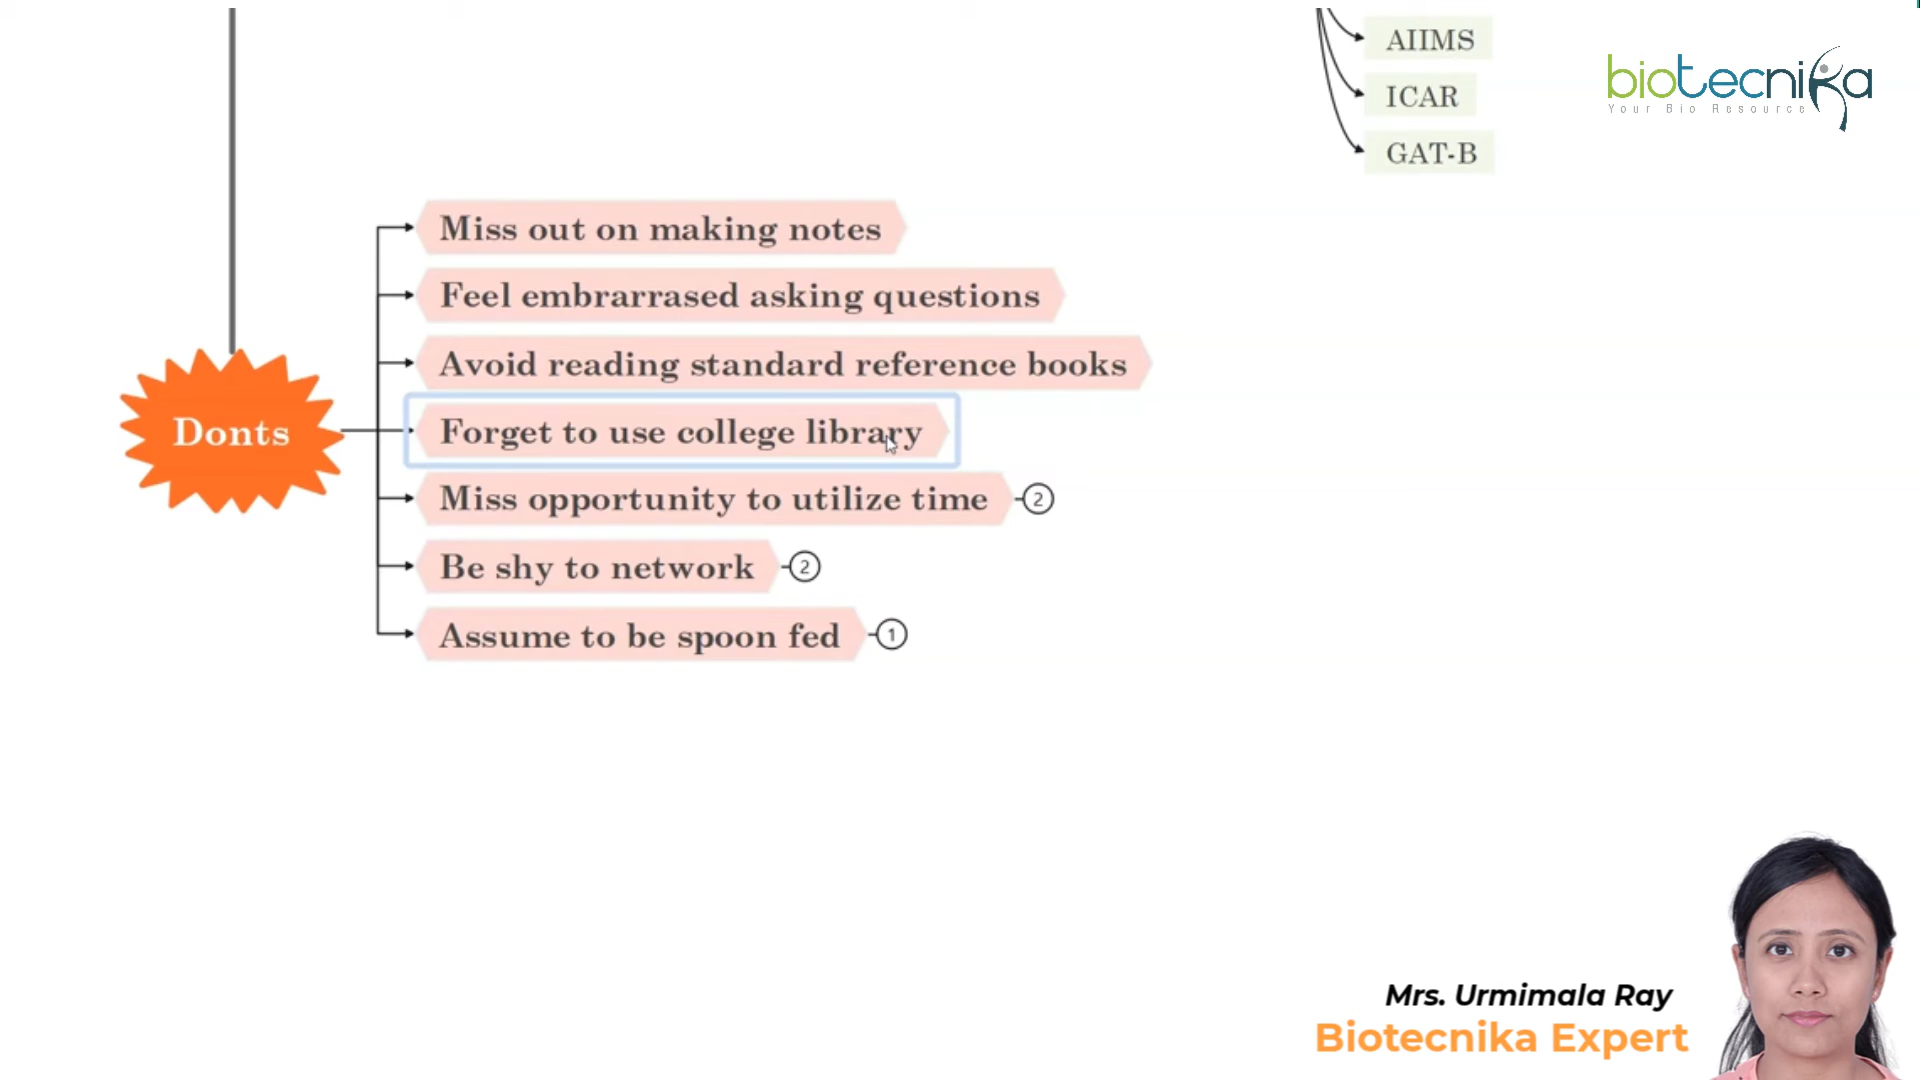 AIIMS
ICAR
GAT-B
biotecnika
Your Bio Resource
Miss out on making notes
Feel embrarrased asking questions
Avoid reading standard reference books
Donts
Forget to use college library
Miss opportunity to utilize time 2
Be shy to network 2
Assume to be spoon fed 1
Mrs. Urmimala Ray
Biotecnika Expert